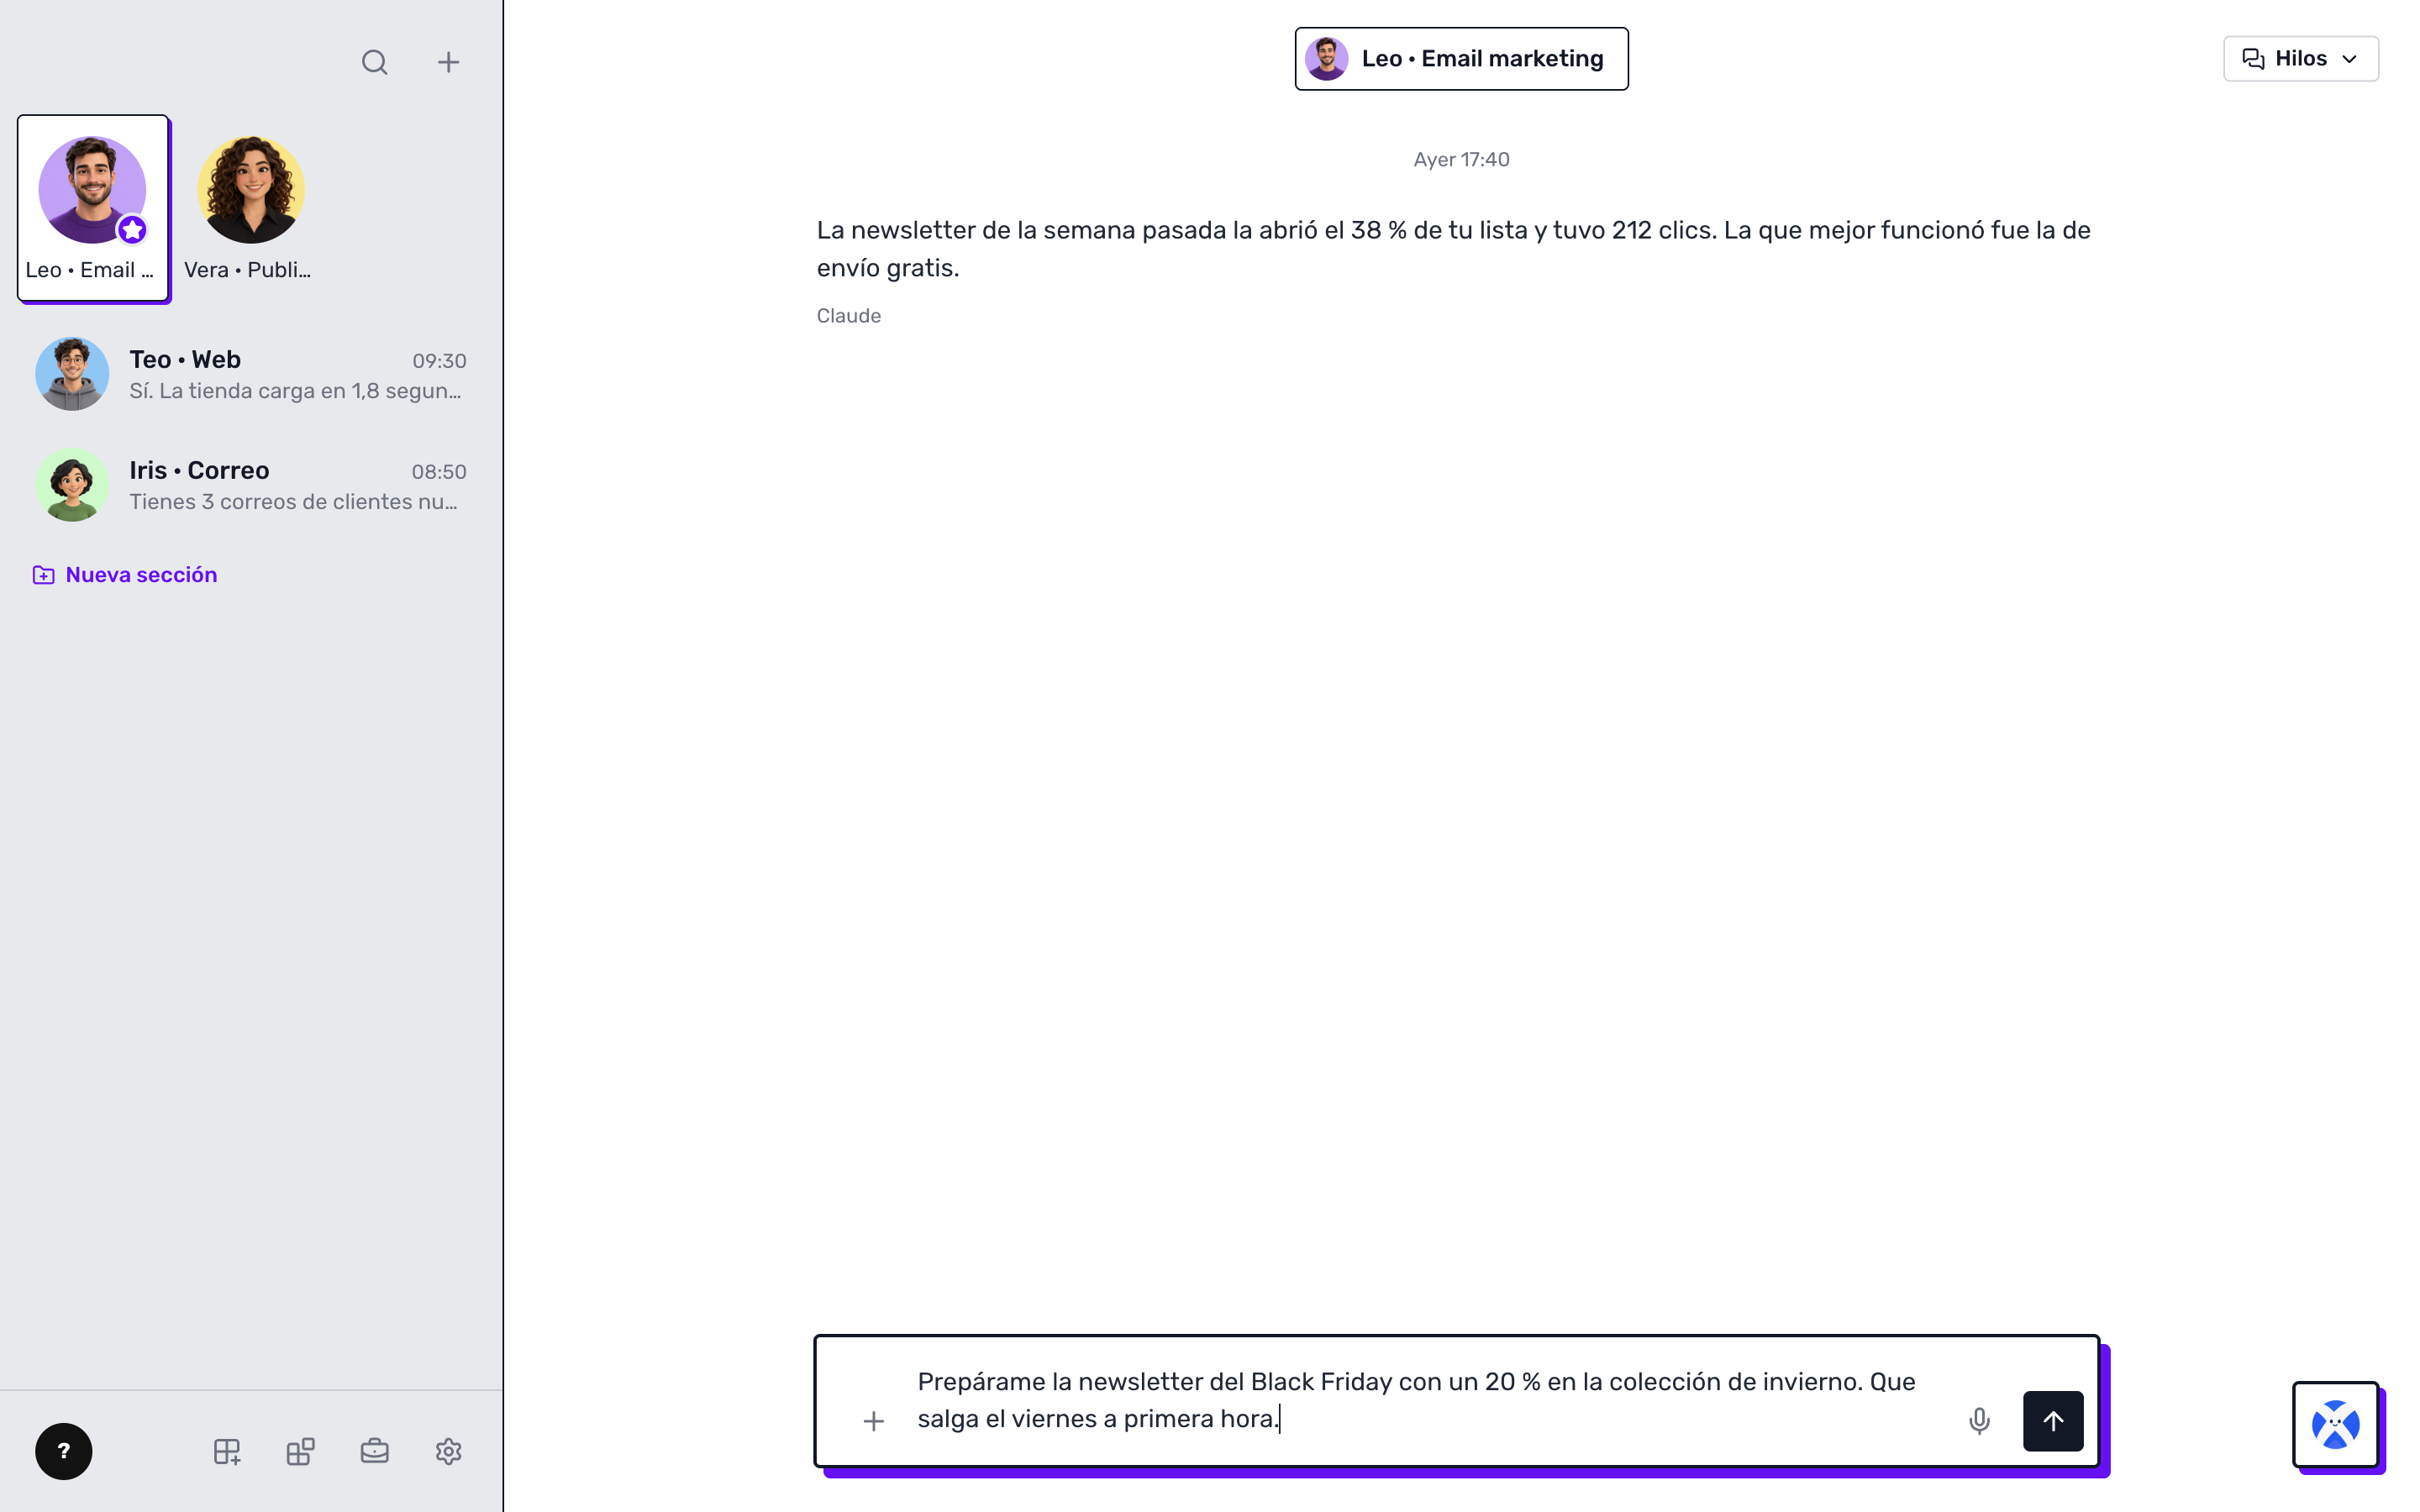 Leo • Email marketing
Hilos
Leo • Email ...
Vera • Publi...
Teo • Web
09:30
Sí. La tienda carga en 1,8 segun...
Iris • Correo
08:50
Tienes 3 correos de clientes nu...
Nueva sección
?
Ayer 17:40
La newsletter de la semana pasada la abrió el 38 % de tu lista y tuvo 212 clics. La que mejor funcionó fue la de
envío gratis.
Claude
Prepárame la newsletter del Black Friday con un 20 % en la colección de invierno. Que
salga el viernes a primera hora.